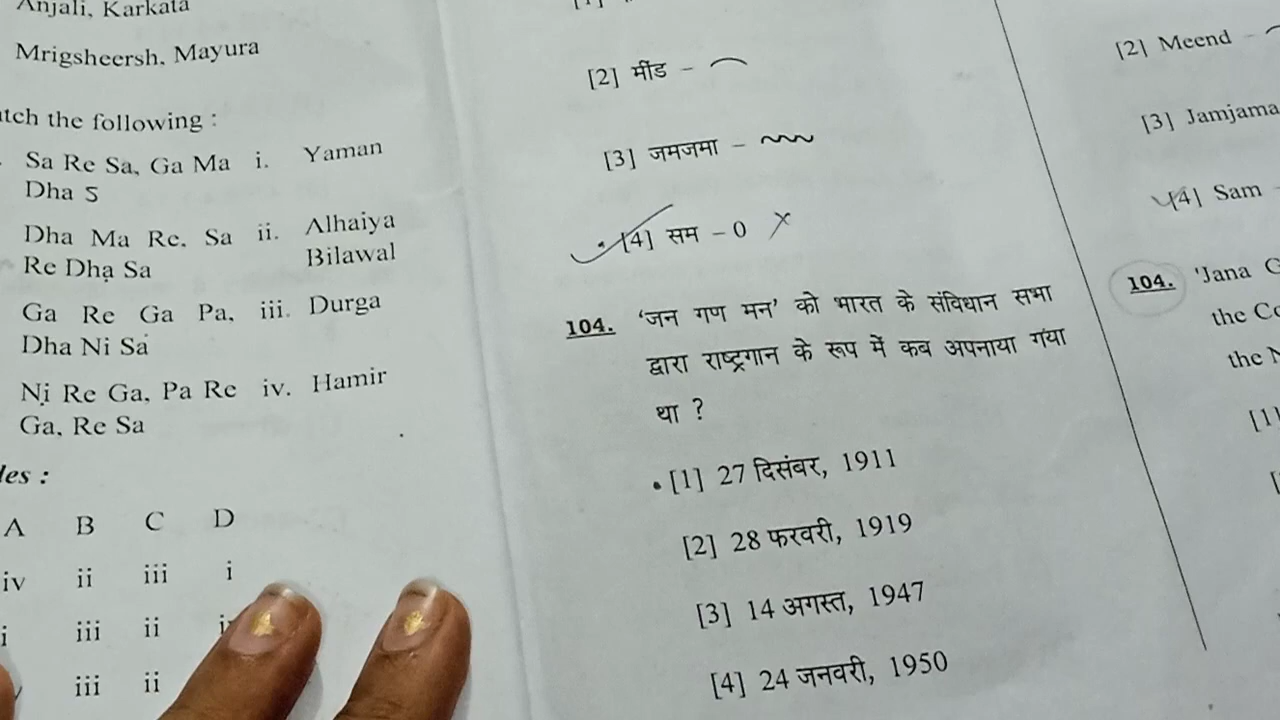 Anjali, Karkata
Mrigsheersh, Mayura
tch the following :
Sa Re Sa, Ga Ma i. Yaman
Dha S
Dha Ma Re, Sa ii. Alhaiya
Re Dha Sa Bilawal
Ga Re Ga Pa, iii. Durga
Dha Ni Sa
Ni Re Ga, Pa Re iv. Hamir
Ga, Re Sa
les :
A B C D
iv ii iii i
i iii ii
iii ii
[2] मींड -
[3] जमजमा -
[4] सम - 0 X
104. ‘जन गण मन’ को भारत के संविधान सभा
द्वारा राष्ट्रगान के रूप में कब अपनाया गया
था ?
[1] 27 दिसंबर, 1911
[2] 28 फरवरी, 1919
[3] 14 अगस्त, 1947
[4] 24 जनवरी, 1950
[2] Meend -
[3] Jamjama
[4] Sam -
104. 'Jana G
the Co
the N
[1]